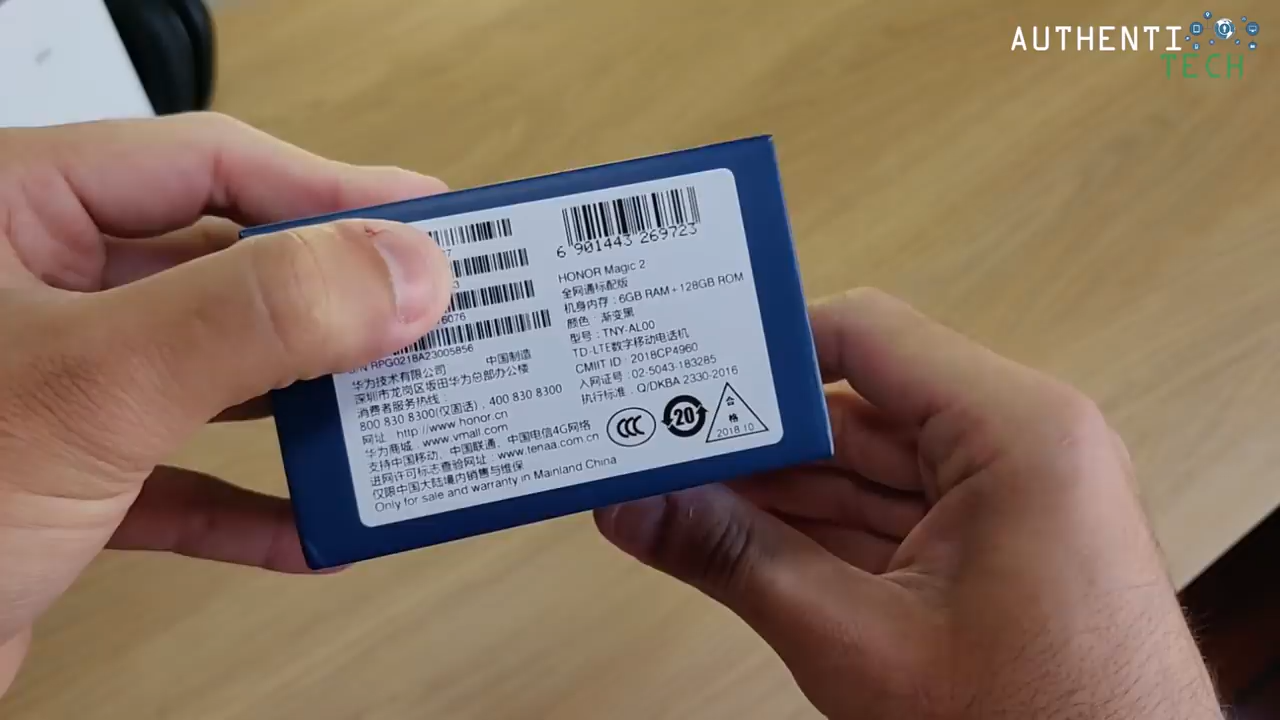 AUTHENTI
TECH
6 901443 269723
HONOR Magic 2
全网通标配版
机身内存：6GB RAM+128GB ROM
颜色：渐变黑
型号：TNY-AL00
TD-LTE数字移动电话机
CMIIT ID：2018CP4960
入网证号：02-5043-183285
执行标准：Q/DKBA 2330-2016
6076
RPG0218A23005856
中国制造
华为技术有限公司
深圳市龙岗区坂田华为总部办公楼
消费者服务热线：
800 830 8300(仅固话)，400 830 8300
网址：http://www.honor.cn
华为商城：www.vmall.com
支持中国移动、中国联通、中国电信4G网络
进网许可标志查验网址：www.tenaa.com.cn
仅限中国大陆境内销售与维保
Only for sale and warranty in Mainland China
CCC
20
合
格
2018.10